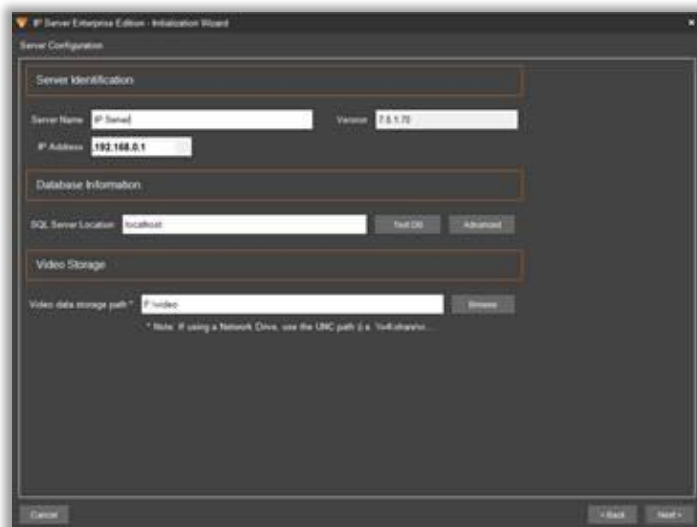 IP Server Enterprise Edition - Initialization Wizard
Server Configuration
Server Identification
Server Name IP Server Version 7.5.1.70
IP Address .192.168.0.1
Database Information
SQL Server Location localhost Test DB Advanced
Video Storage
Video data storage path * F:\video Browse
* Note: If using a Network Drive, use the UNC path (i.e.
Cancel < Back Next >